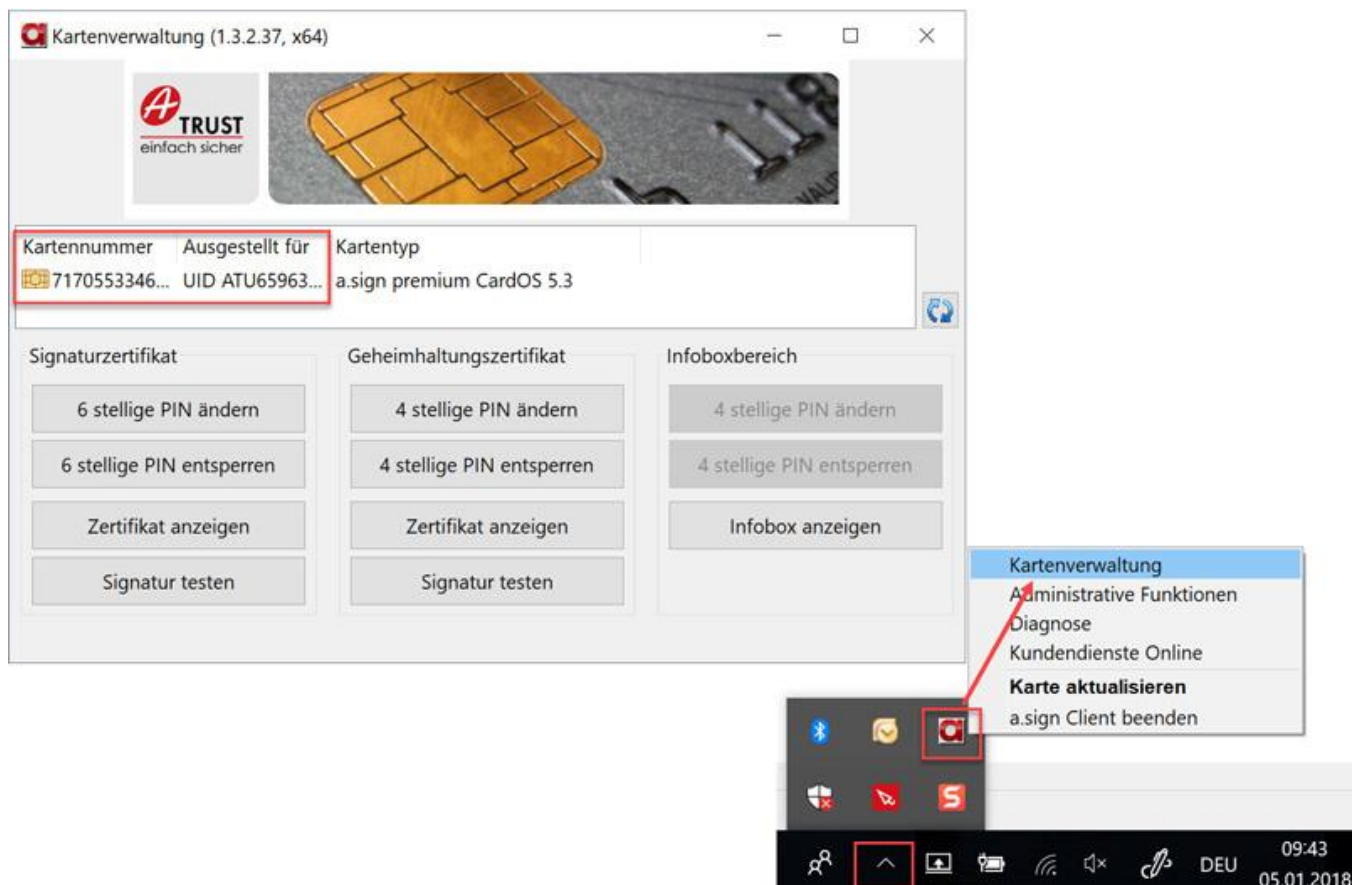 Kartenverwaltung (1.3.2.37, x64)
A TRUST
einfach sicher
Kartennummer Ausgestellt für Kartentyp
7170553346... UID ATU65963... a.sign premium CardOS 5.3
Signaturzertifikat Geheimhaltungszertifikat Infoboxbereich
6 stellige PIN ändern 4 stellige PIN ändern 4 stellige PIN ändern
6 stellige PIN entsperren 4 stellige PIN entsperren 4 stellige PIN entsperren
Zertifikat anzeigen Zertifikat anzeigen Infobox anzeigen
Signatur testen Signatur testen
Kartenverwaltung
Administrative Funktionen
Diagnose
Kundendienste Online
Karte aktualisieren
a.sign Client beenden
DEU 09:43
05.01.2018